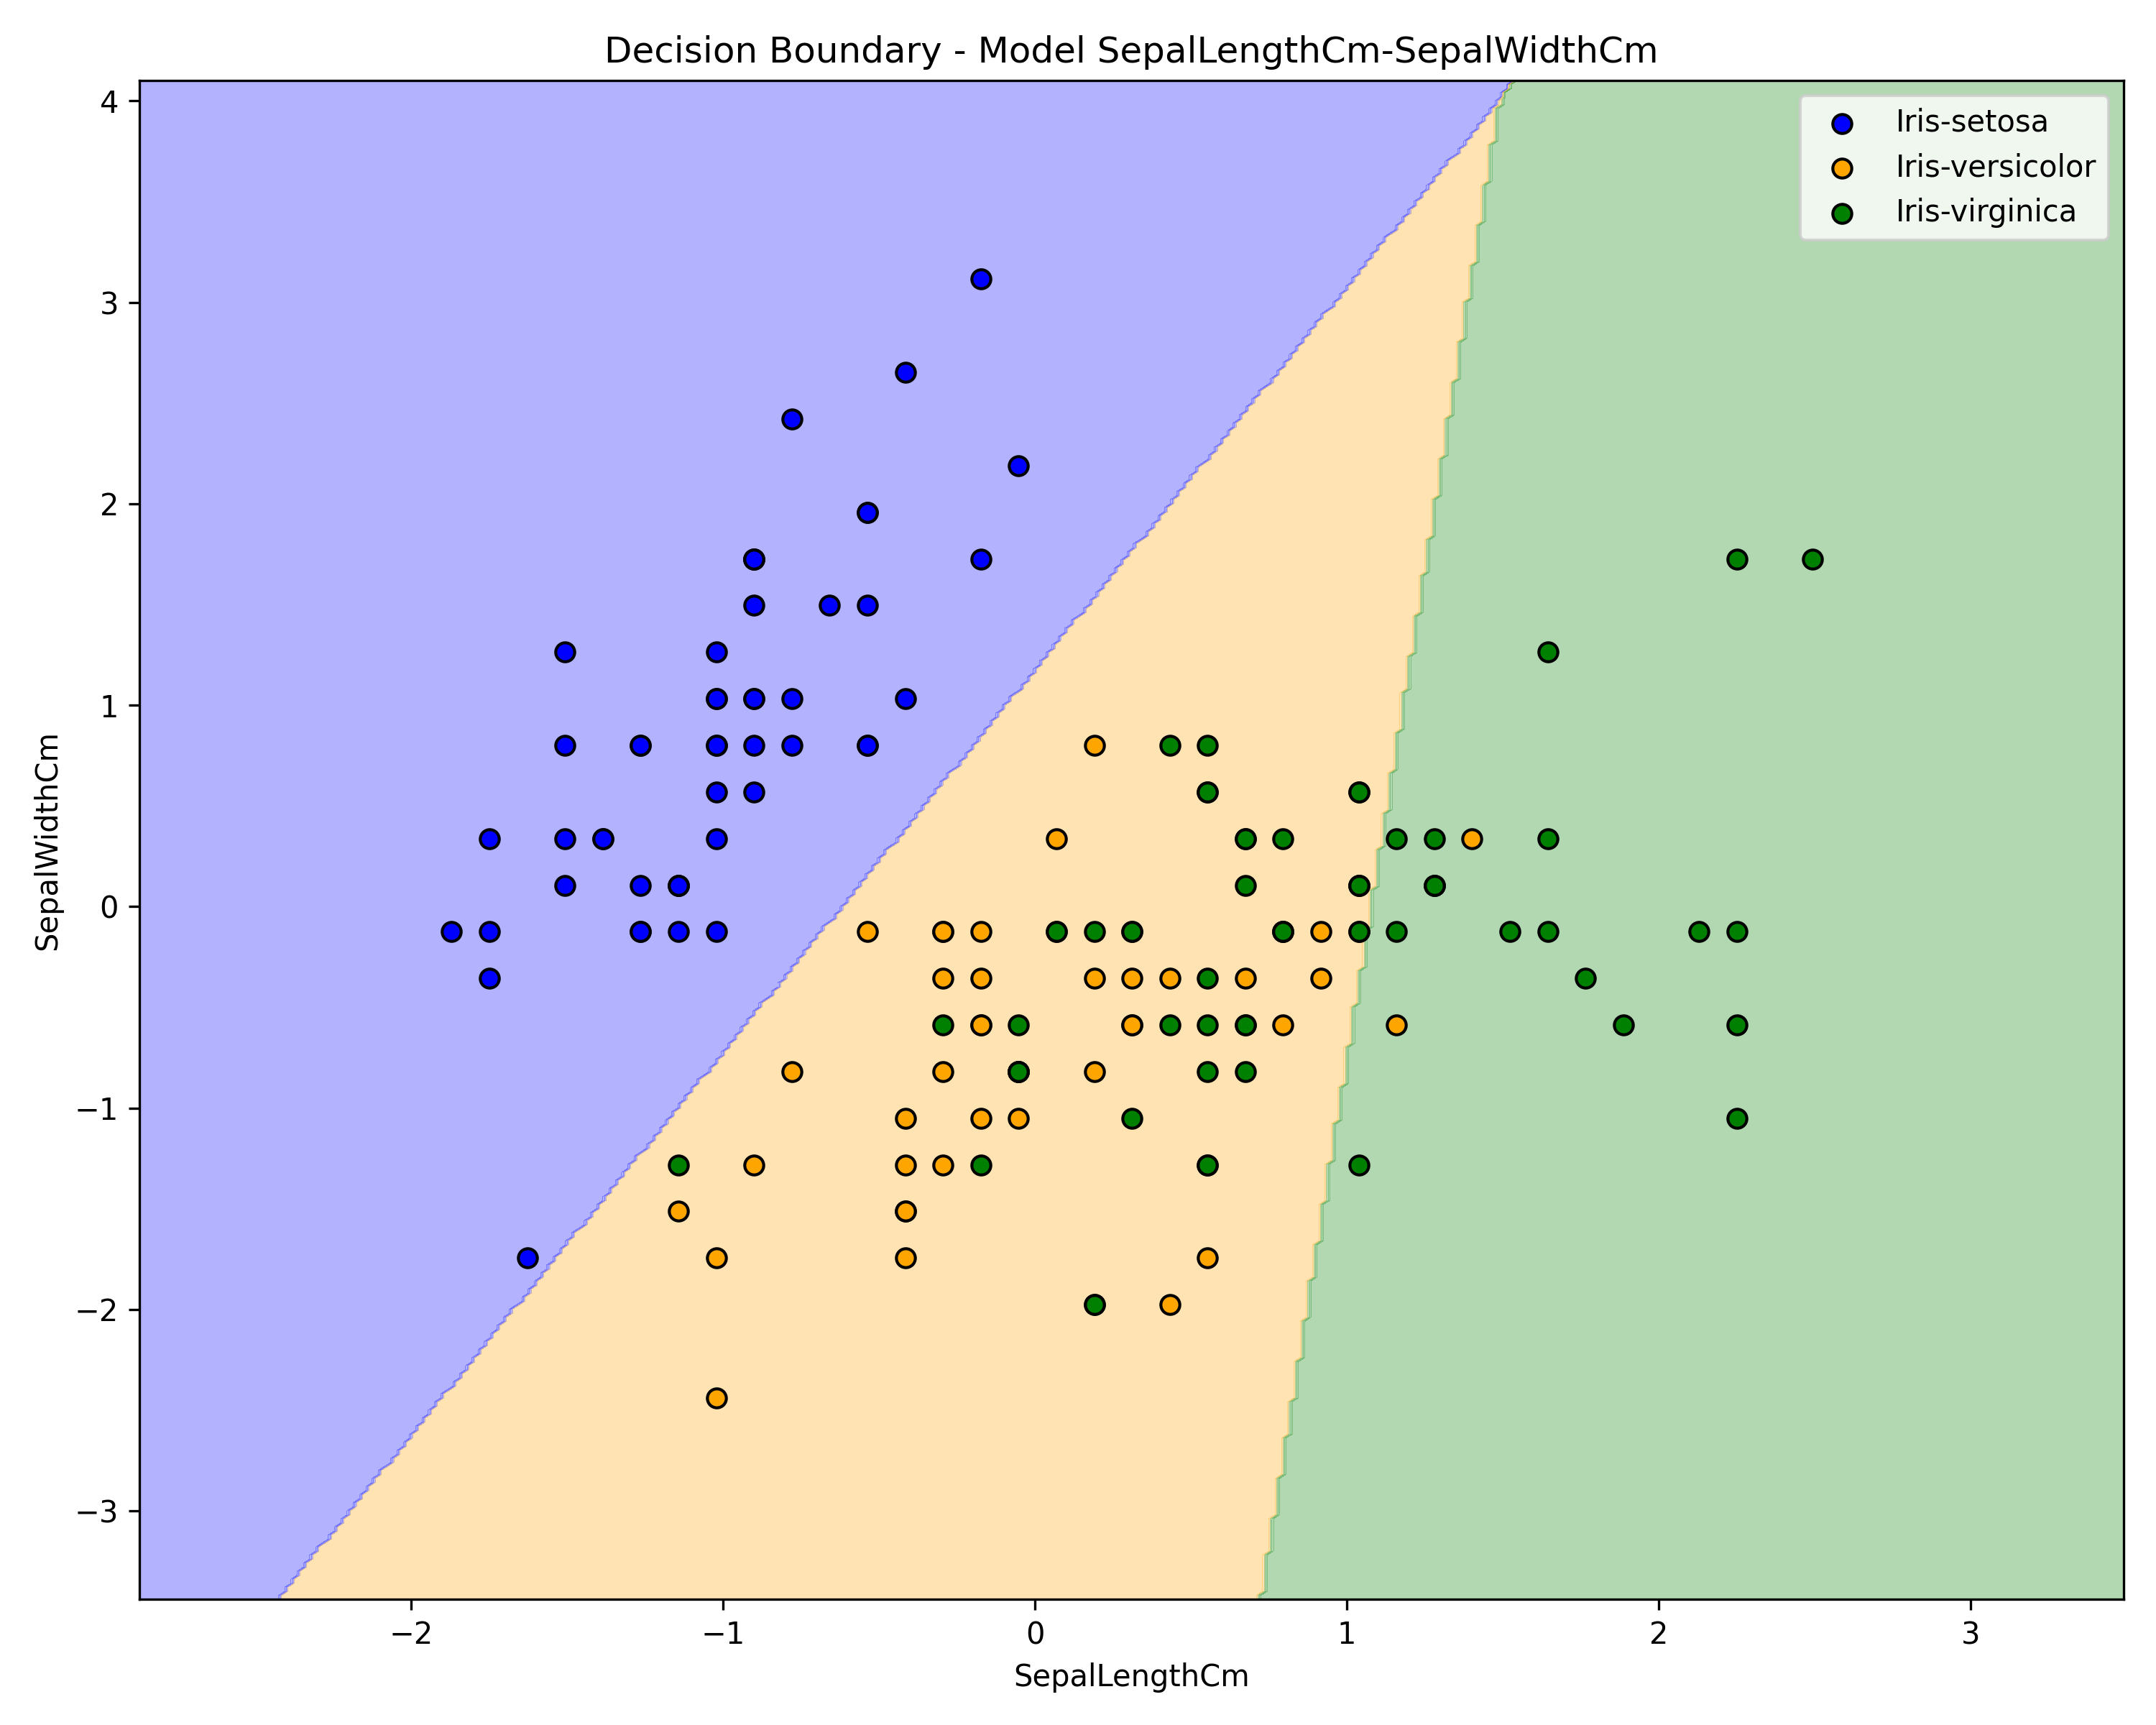 Decision Boundary - Model SepalLengthCm-SepalWidthCm
Iris-setosa
Iris-versicolor
Iris-virginica
4
3
2
1
0
−1
−2
−3
SepalWidthCm
−2
−1
0
1
2
3
SepalLengthCm